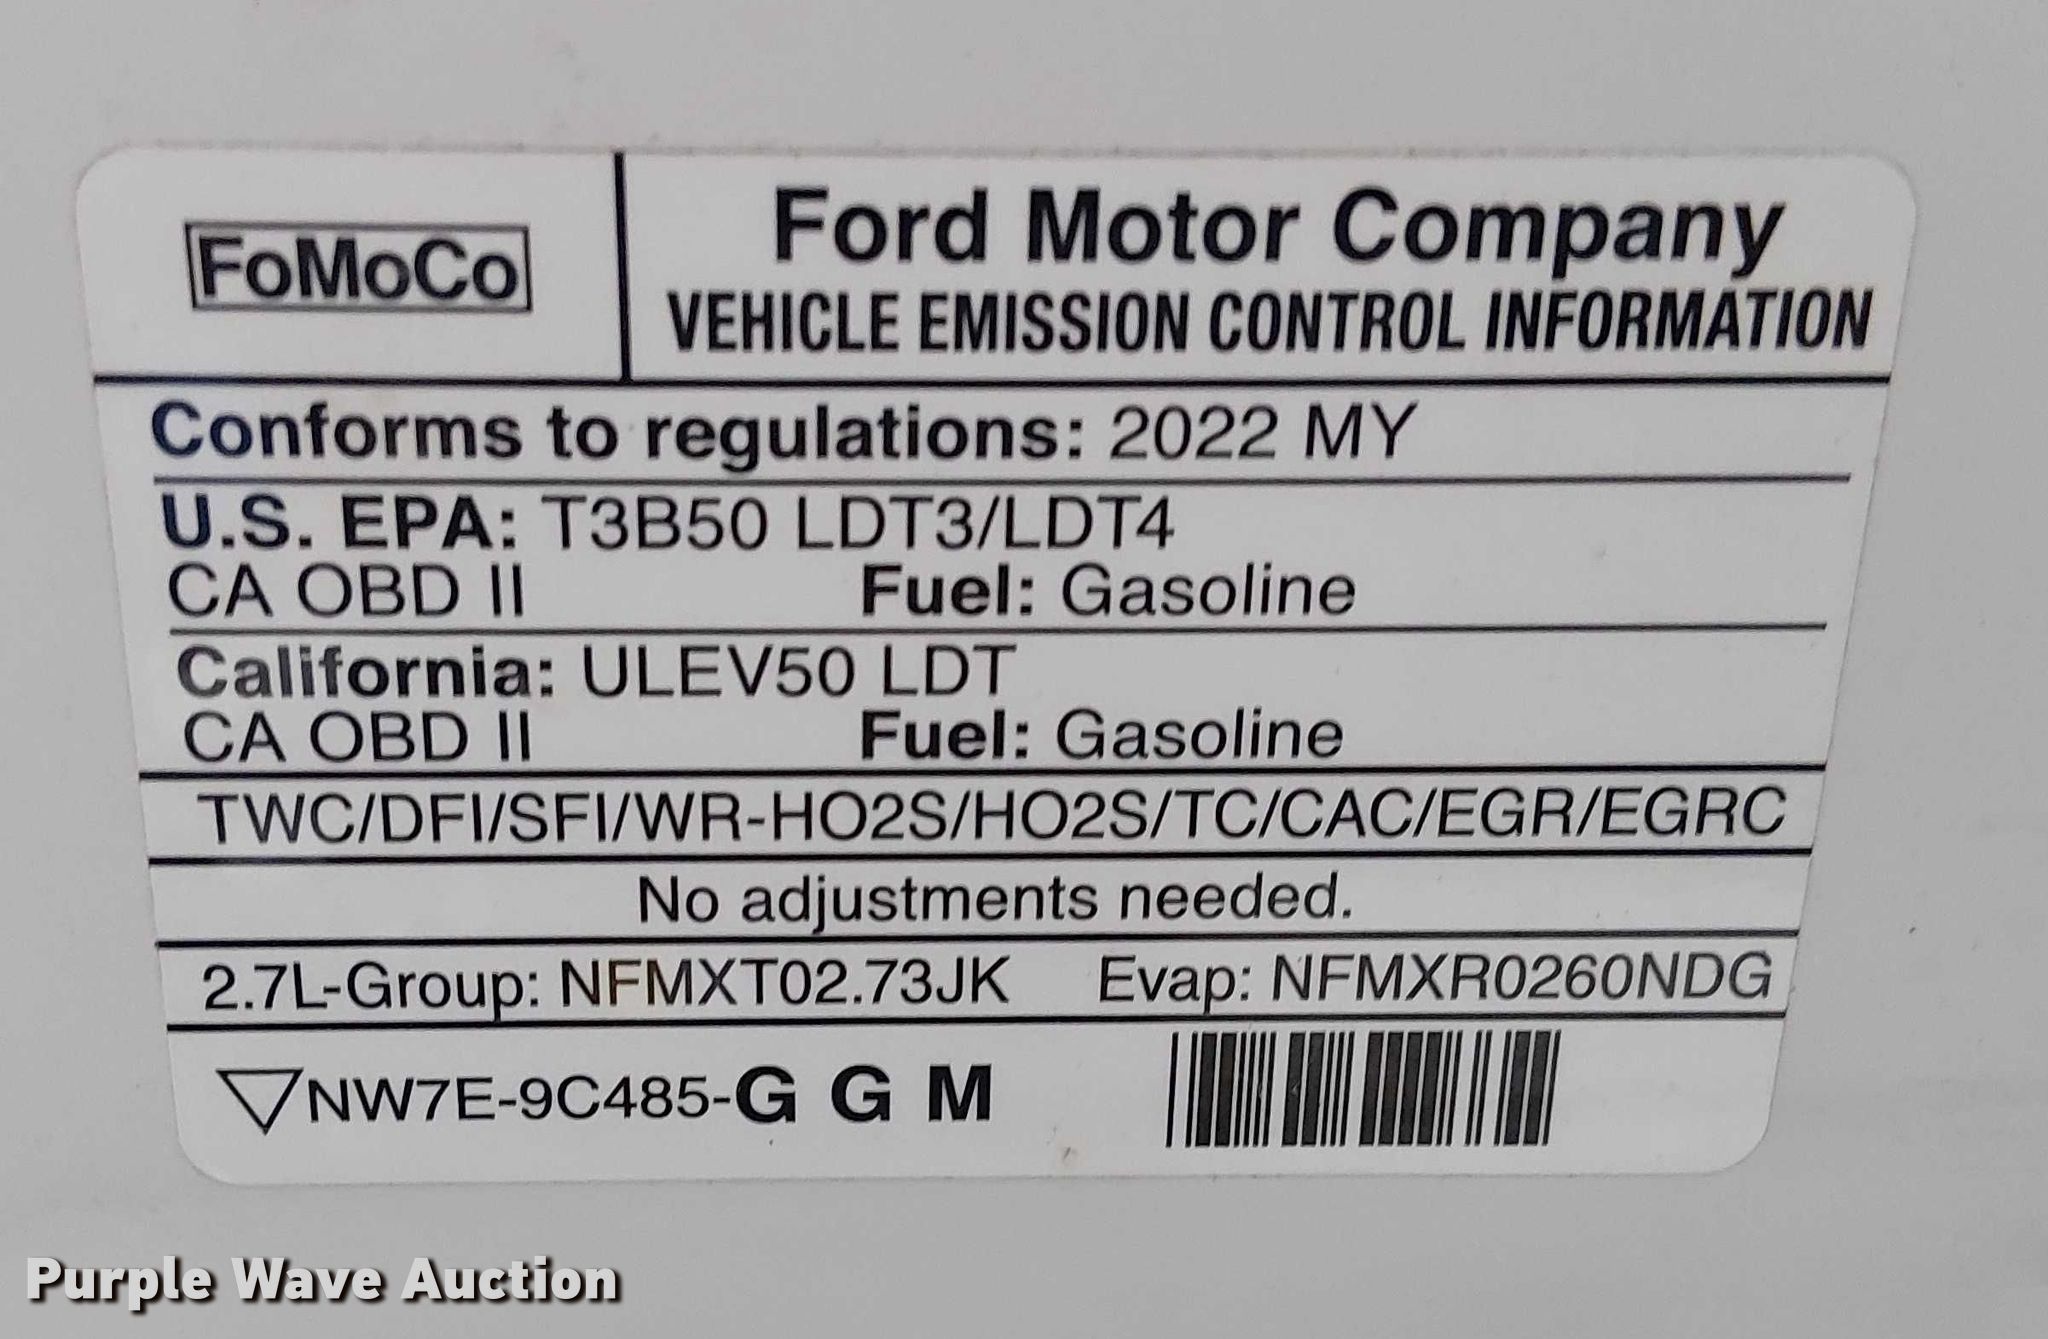 FoMoCo
Ford Motor Company
VEHICLE EMISSION CONTROL INFORMATION
Conforms to regulations: 2022 MY
U.S. EPA: T3B50 LDT3/LDT4
CA OBD II Fuel: Gasoline
California: ULEV50 LDT
CA OBD II Fuel: Gasoline
TWC/DFI/SFI/WR-HO2S/HO2S/TC/CAC/EGR/EGRC
No adjustments needed.
2.7L-Group: NFMXT02.73JK Evap: NFMXR0260NDG
NW7E-9C485-G G M
Purple Wave Auction